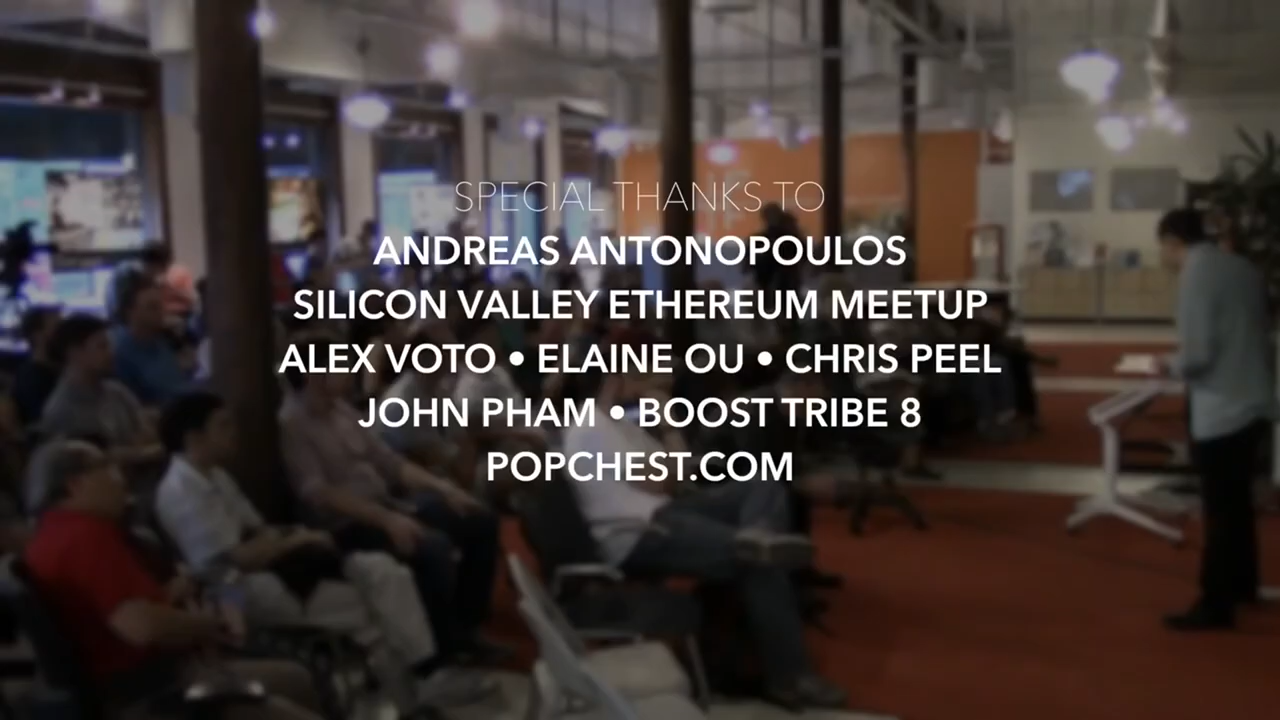 SPECIAL THANKS TO
ANDREAS ANTONOPOULOS
SILICON VALLEY ETHEREUM MEETUP
ALEX VOTO • ELAINE OU • CHRIS PEEL
JOHN PHAM • BOOST TRIBE 8
POPCHEST.COM